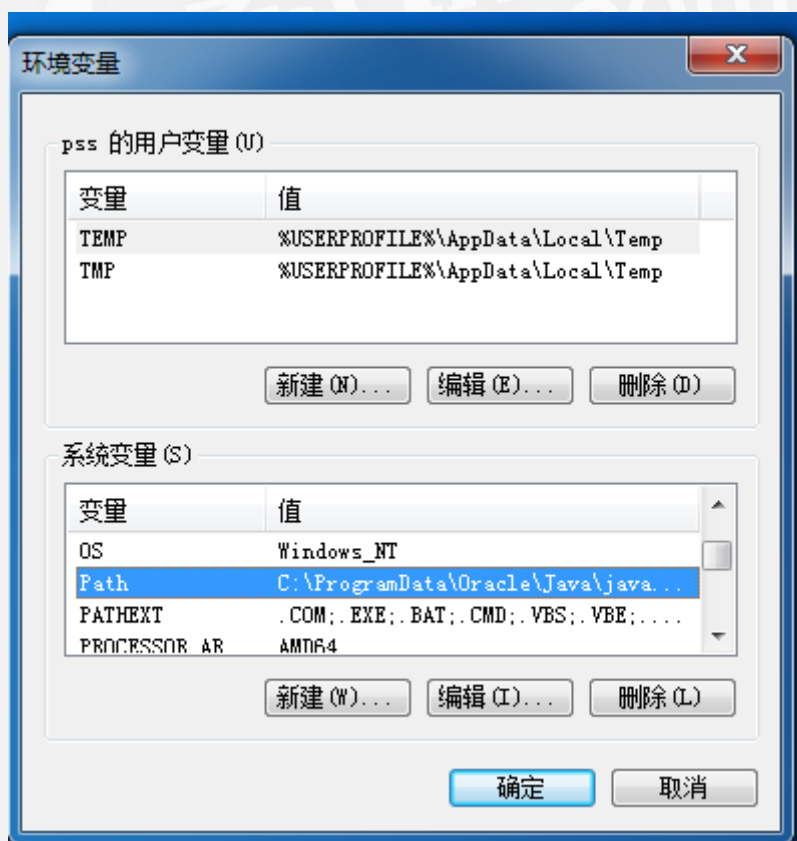 环境变量
pss 的用户变量(U)
变量 值
TEMP %USERPROFILE%\AppData\Local\Temp
TMP %USERPROFILE%\AppData\Local\Temp
新建(N)... 编辑(E)... 删除(D)
系统变量(S)
变量 值
OS Windows_NT
Path C:\ProgramData\Oracle\Java\java...
PATHEXT .COM;.EXE;.BAT;.CMD;.VBS;.VBE;....
PROCESSOR_AR AMD64
新建(W)... 编辑(I)... 删除(L)
确定 取消